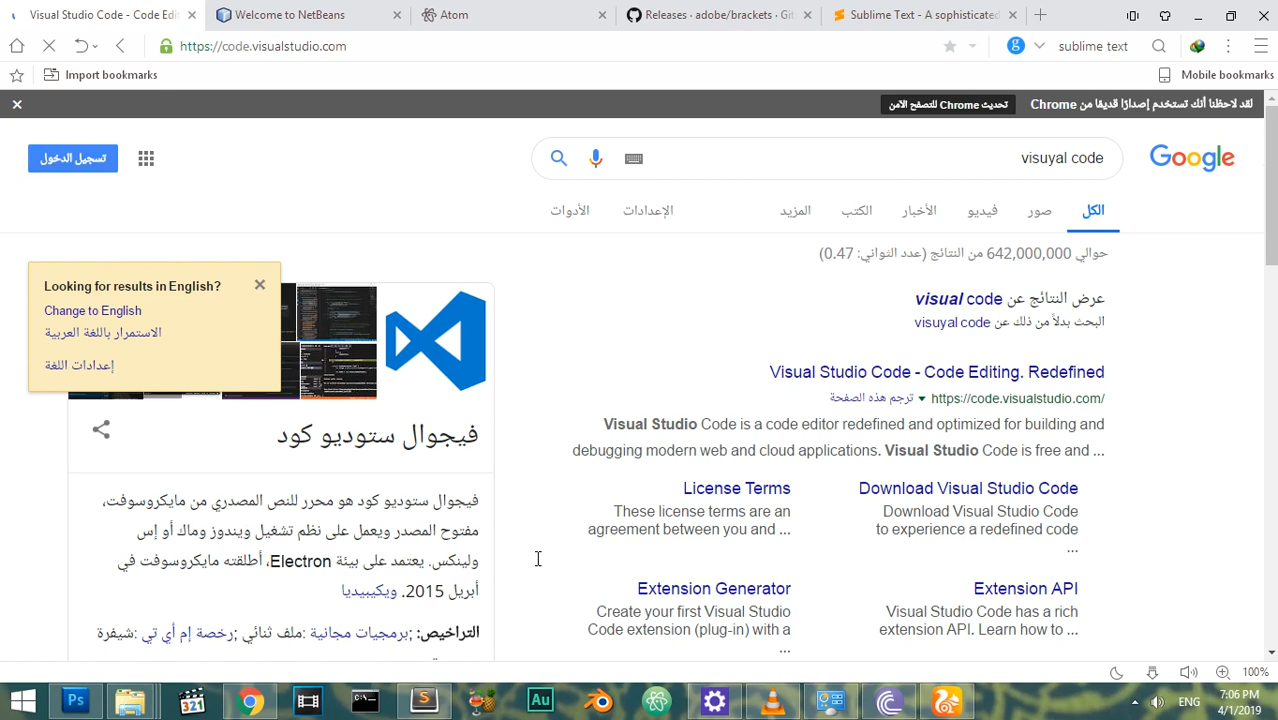 Visual Studio Code - Code Edi
Welcome to NetBeans
Atom
Releases · adobe/brackets · Git
Sublime Text - A sophisticated
https://code.visualstudio.com
sublime text
Import bookmarks
Mobile bookmarks
لقد لاحظنا أنك تستخدم إصدارًا قديمًا من Chrome
تحديث Chrome للتصفح الآمن
Google
visuyal code
تسجيل الدخول
الكل
صور
فيديو
الأخبار
الكتب
المزيد
الإعدادات
الأدوات
حوالي 642,000,000 من النتائج (عدد الثواني: 0.47)
عرض النتائج عن visual code
visuyal code
Visual Studio Code - Code Editing. Redefined
https://code.visualstudio.com/ ▼ ترجم هذه الصفحة
Visual Studio Code is a code editor redefined and optimized for building and
debugging modern web and cloud applications. Visual Studio Code is free and ...
Download Visual Studio Code
Download Visual Studio Code
to experience a redefined code
...
License Terms
These license terms are an
agreement between you and ...
Extension API
Visual Studio Code has a rich
extension API. Learn how to ...
Extension Generator
Create your first Visual Studio
Code extension (plug-in) with a
...
Looking for results in English?
Change to English
الاستمرار باللغة
إعدادات اللغة
فيجوال ستوديو كود
فيجوال ستوديو كود هو محرر للنص المصدري من مايكروسوفت،
مفتوح المصدر ويعمل على نظم تشغيل ويندوز وماك أو إس
ولينكس. يعتمد على بيئة Electron، أطلقته مايكروسوفت في
أبريل 2015. ويكيبيديا
التراخيص: برمجيات مجانية ;ملف ثنائي ;رخصة إم أي تي :شيفرة
100%
321
Ps
Au
ENG
7:06 PM
4/1/2019